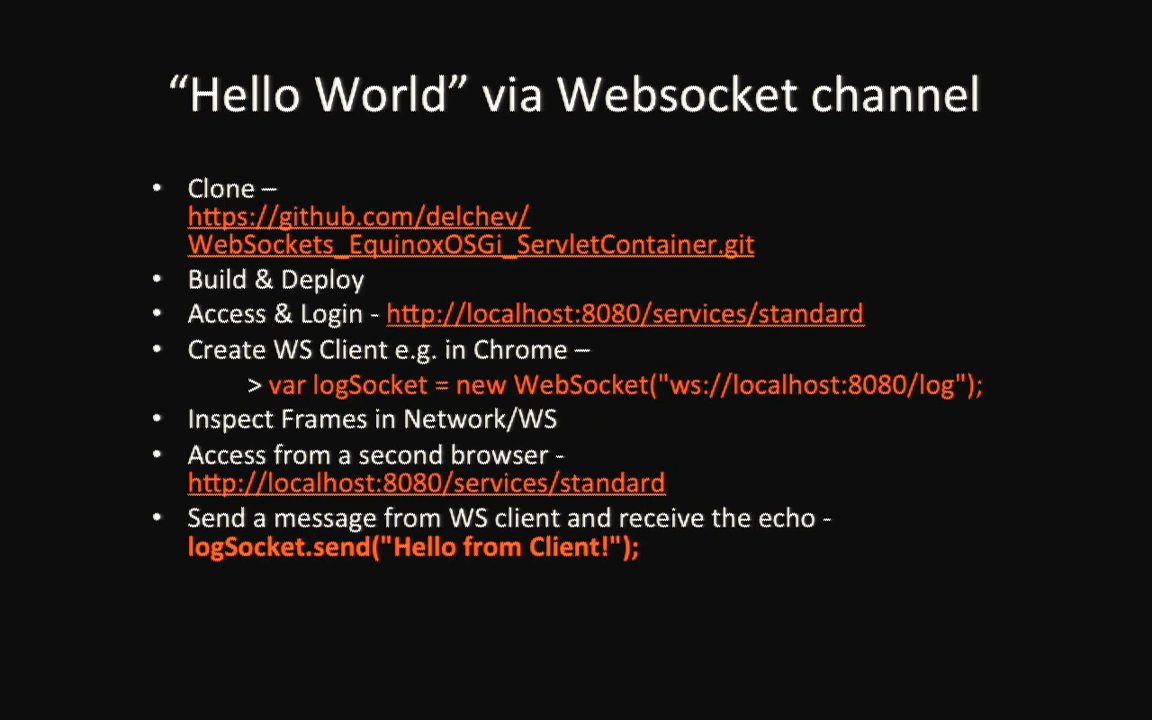 “Hello World” via Websocket channel
• Clone –
https://github.com/delchev/
WebSockets_EquinoxOSGi_ServletContainer.git
• Build & Deploy
• Access & Login - http://localhost:8080/services/standard
• Create WS Client e.g. in Chrome –
> var logSocket = new WebSocket("ws://localhost:8080/log");
• Inspect Frames in Network/WS
• Access from a second browser -
http://localhost:8080/services/standard
• Send a message from WS client and receive the echo -
logSocket.send("Hello from Client!");